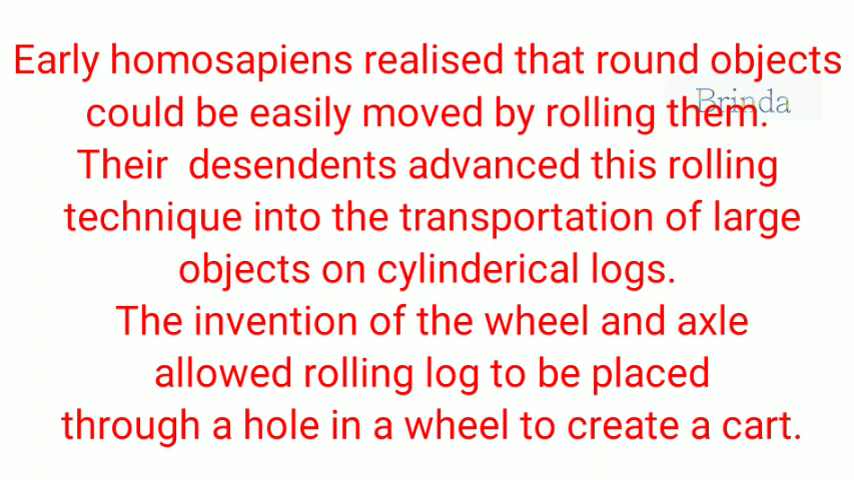 Early homosapiens realised that round objects
Brinda
could be easily moved by rolling them.
Their desendents advanced this rolling
technique into the transportation of large
objects on cylinderical logs.
The invention of the wheel and axle
allowed rolling log to be placed
through a hole in a wheel to create a cart.